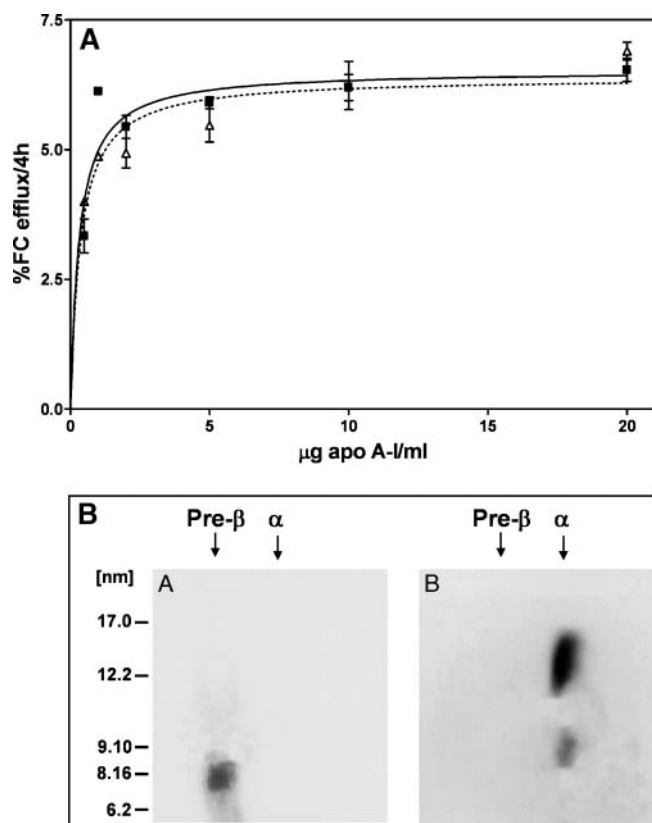 A
7.5
5.0
2.5
0.0
%FC efflux/4h
0 5 10 15 20
µg apo A-I/ml
B
Pre-β α Pre-β α
[nm] A B
17.0
12.2
9.10
8.16
6.2